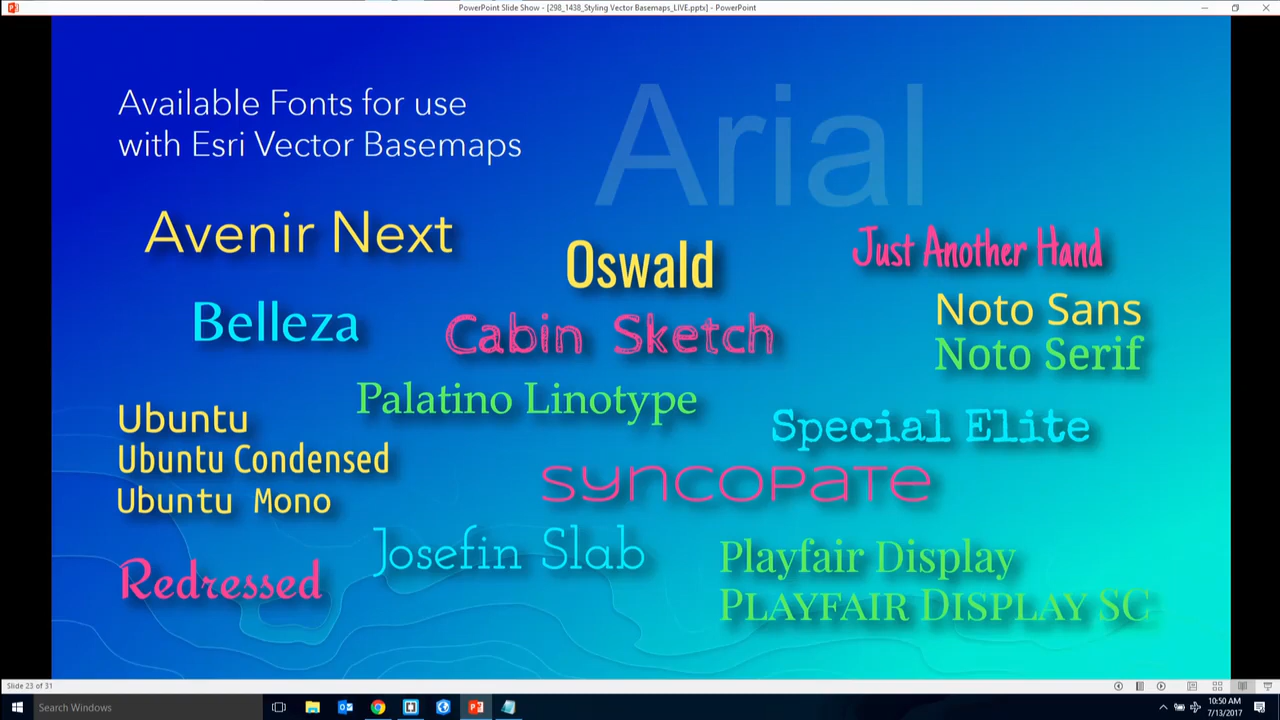 PowerPoint Slide Show - [298_1438_Styling Vector Basemaps_LIVE.pptx] - PowerPoint
Available Fonts for use
with Esri Vector Basemaps
Arial
Avenir Next
Oswald
Just Another Hand
Belleza
Cabin Sketch
Noto Sans
Noto Serif
Palatino Linotype
Ubuntu
Special Elite
Ubuntu Condensed
Syncopate
Ubuntu Mono
Josefin Slab
Playfair Display
Redressed
PLAYFAIR DISPLAY SC
Slide 23 of 31
Search Windows
10:50 AM
7/13/2017